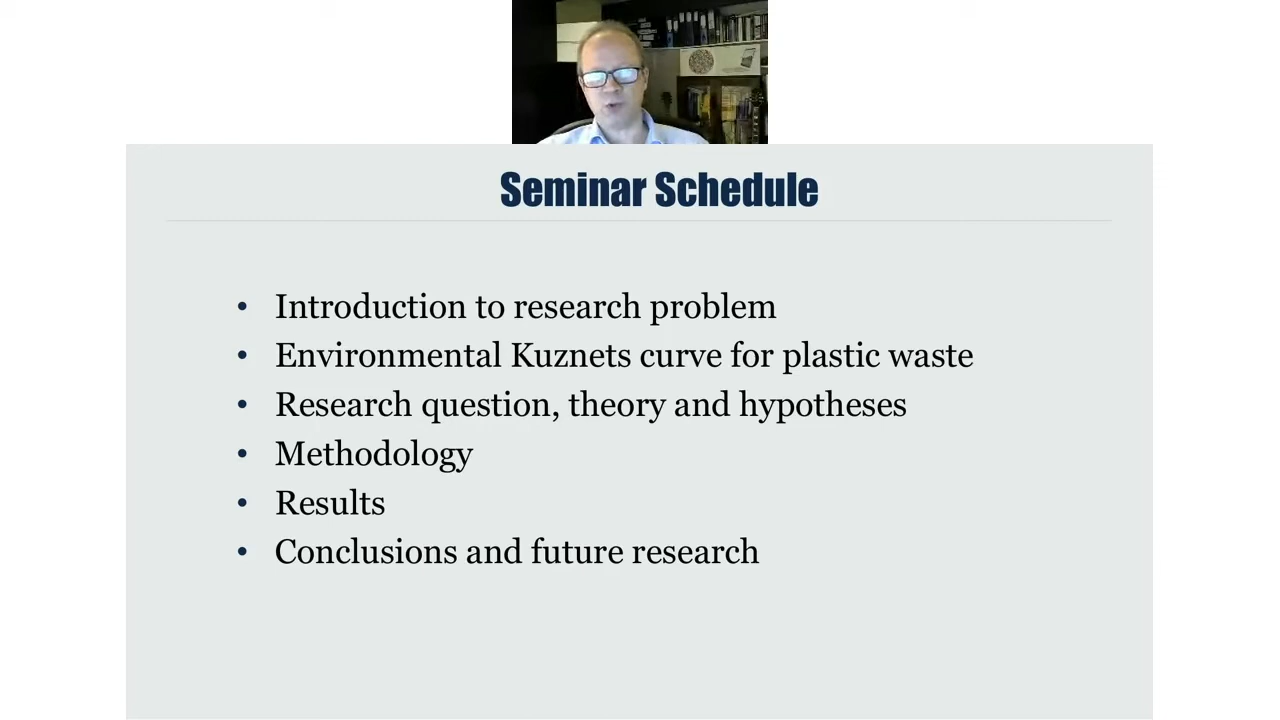 Seminar Schedule
• Introduction to research problem
• Environmental Kuznets curve for plastic waste
• Research question, theory and hypotheses
• Methodology
• Results
• Conclusions and future research